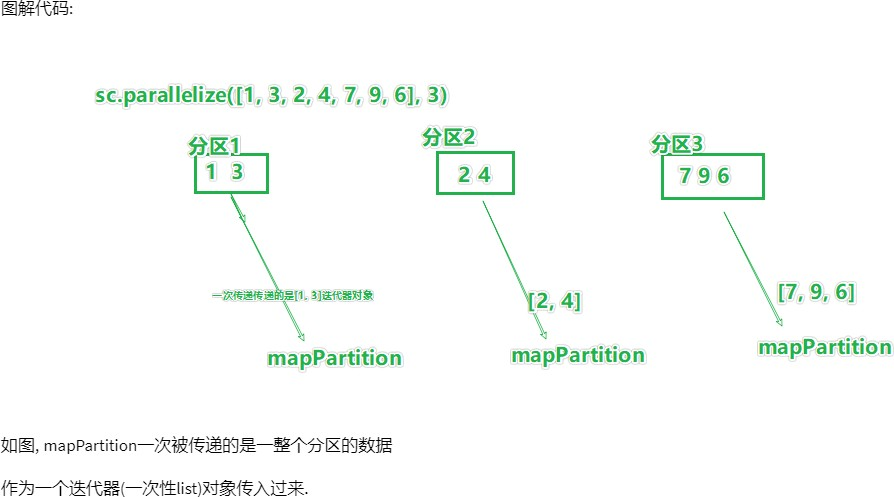 图解代码:
sc.parallelize([1, 3, 2, 4, 7, 9, 6], 3)
分区1
分区2
分区3
1 3
2 4
7 9 6
一次传递传递的是[1, 3]迭代器对象
[2, 4]
[7, 9, 6]
mapPartition
mapPartition
mapPartition
如图, mapPartition一次被传递的是一整个分区的数据
作为一个迭代器(一次性list)对象传入过来.